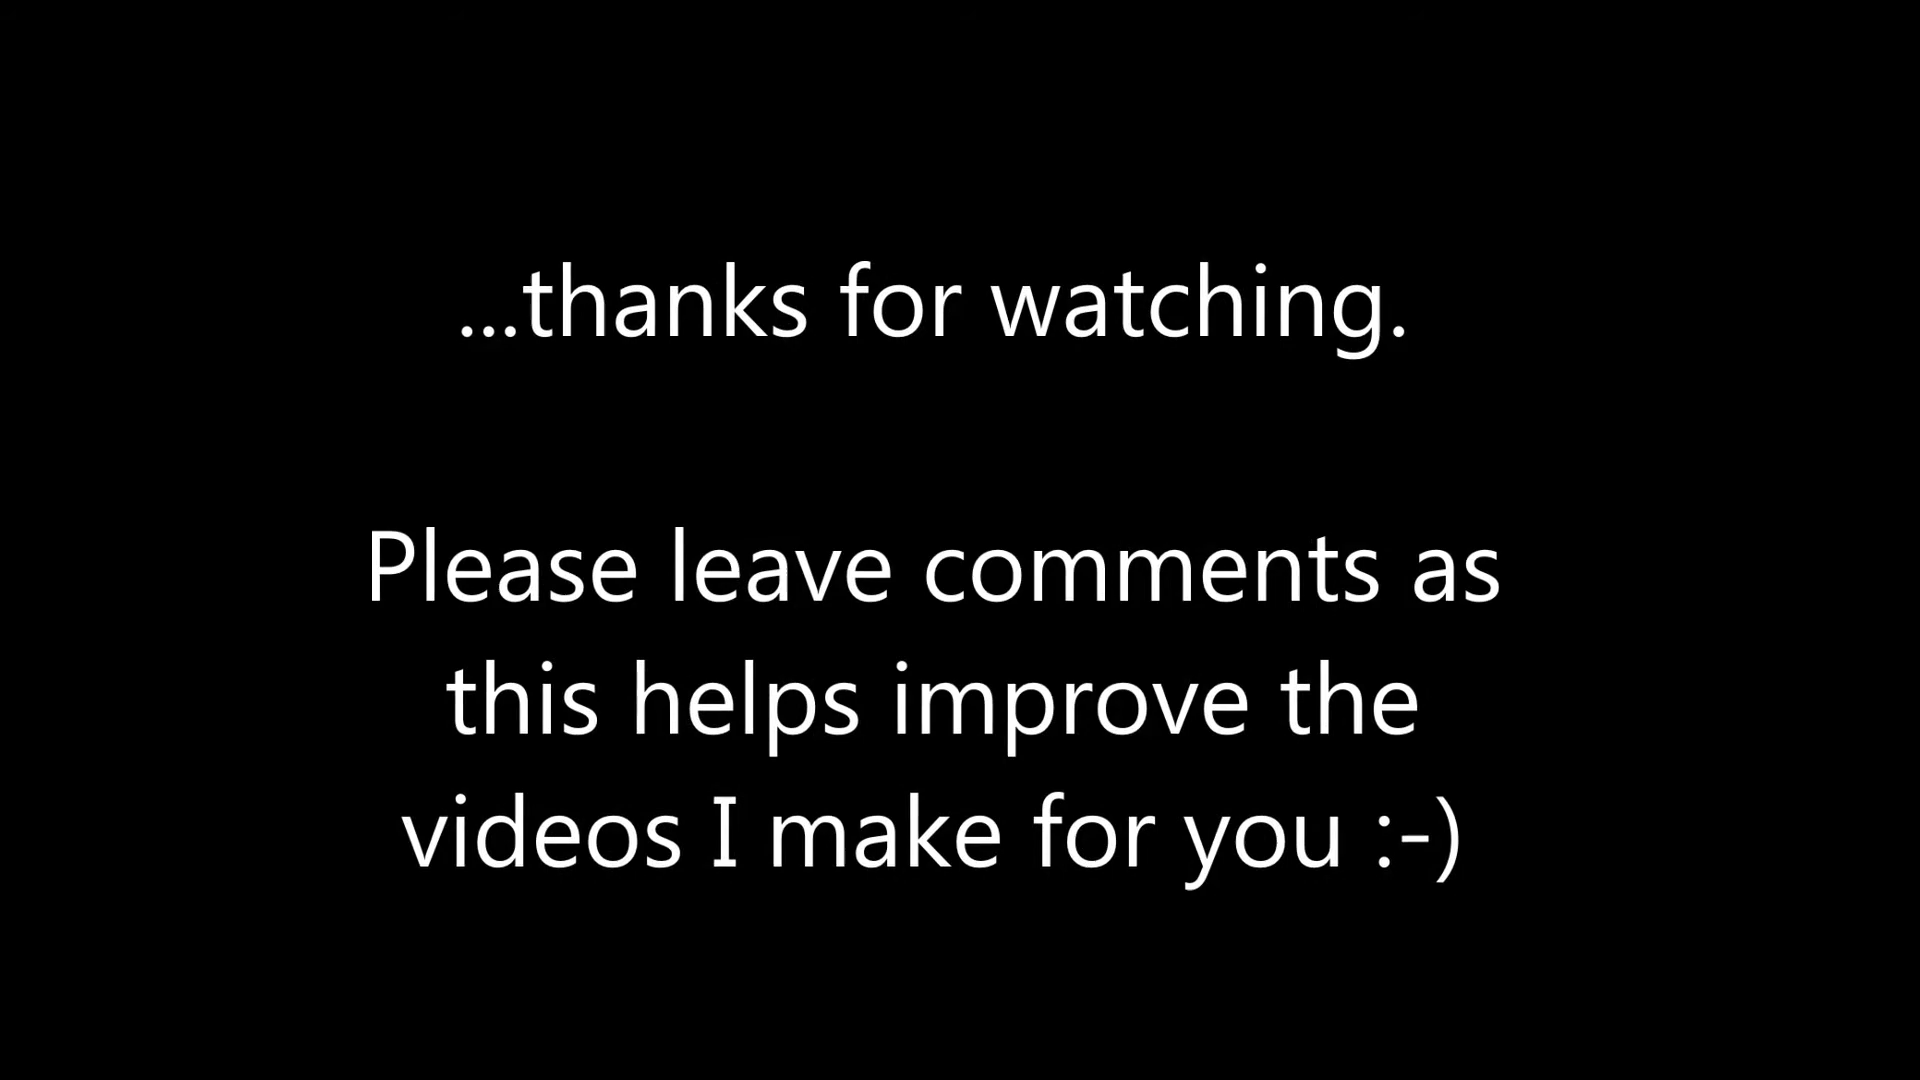 ...thanks for watching.
Please leave comments as
this helps improve the
videos I make for you :-)